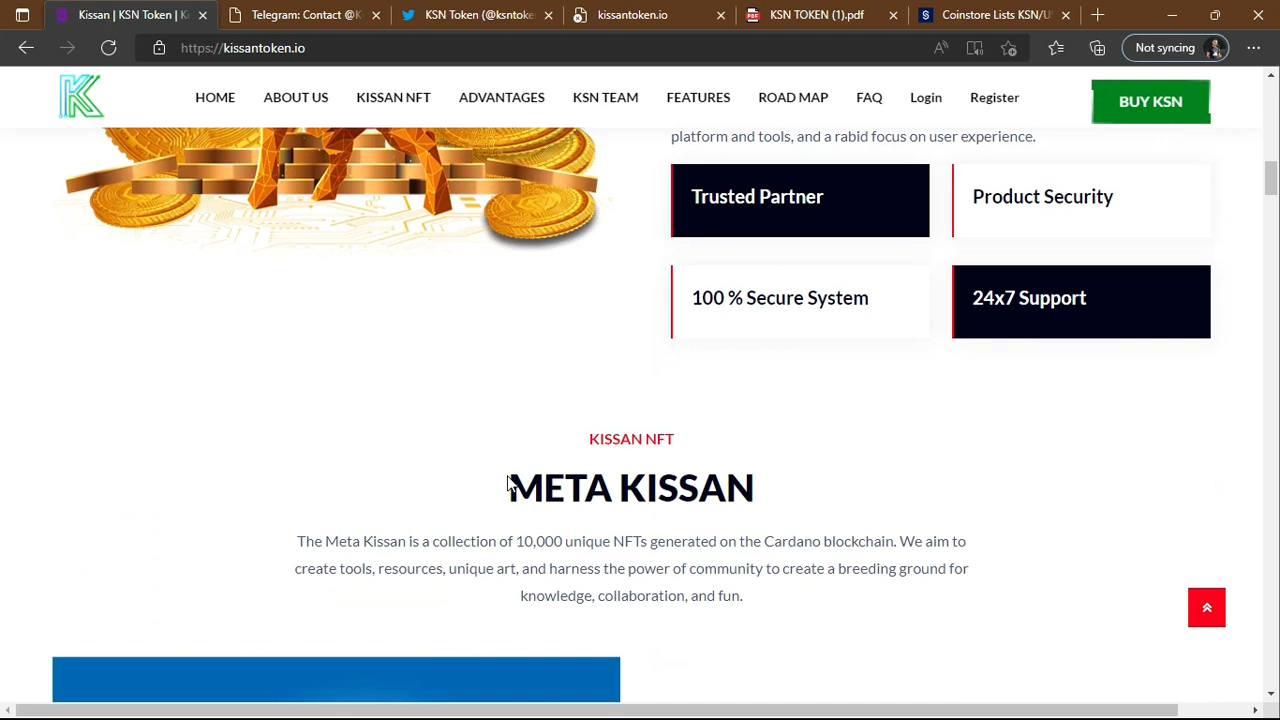 Kissan | KSN Token | K
Telegram: Contact @K
KSN Token (@ksntoke
kissantoken.io
KSN TOKEN (1).pdf
Coinstore Lists KSN/U
https://kissantoken.io
Not syncing
HOME
ABOUT US
KISSAN NFT
ADVANTAGES
KSN TEAM
FEATURES
ROAD MAP
FAQ
Login
Register
BUY KSN
platform and tools, and a rabid focus on user experience.
Trusted Partner
Product Security
100 % Secure System
24x7 Support
KISSAN NFT
META KISSAN
The Meta Kissan is a collection of 10,000 unique NFTs generated on the Cardano blockchain. We aim to
create tools, resources, unique art, and harness the power of community to create a breeding ground for
knowledge, collaboration, and fun.